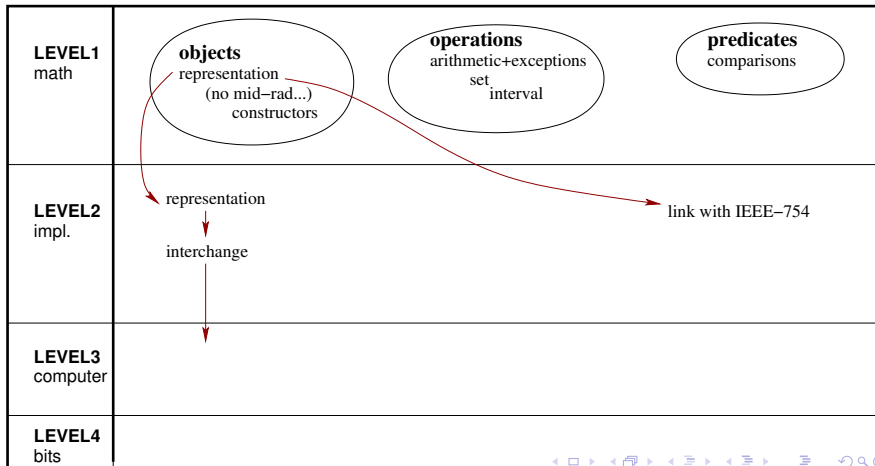 LEVEL1
math
objects
representation
(no mid−rad...)
constructors
operations
arithmetic+exceptions
set
interval
predicates
comparisons
LEVEL2
impl.
representation
interchange
link with IEEE−754
LEVEL3
computer
LEVEL4
bits